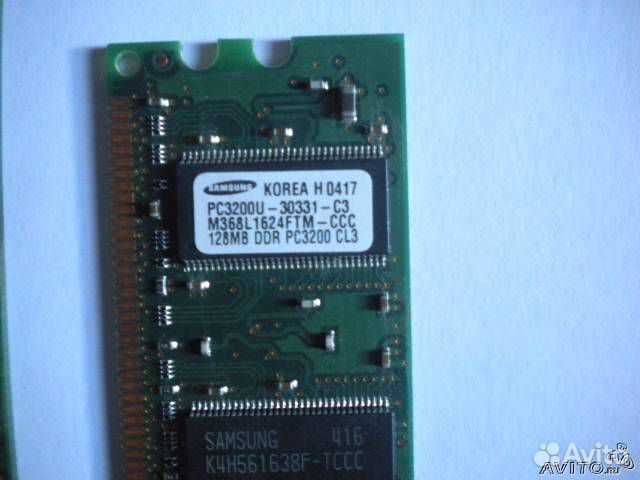 SAMSUNG KOREA H 0417
PC3200U-30331-C3
M368L1624FTM-CCC
128MB DDR PC3200 CL3
SAMSUNG 416
K4H561638F-TCCC
Avito
AVITO.ru